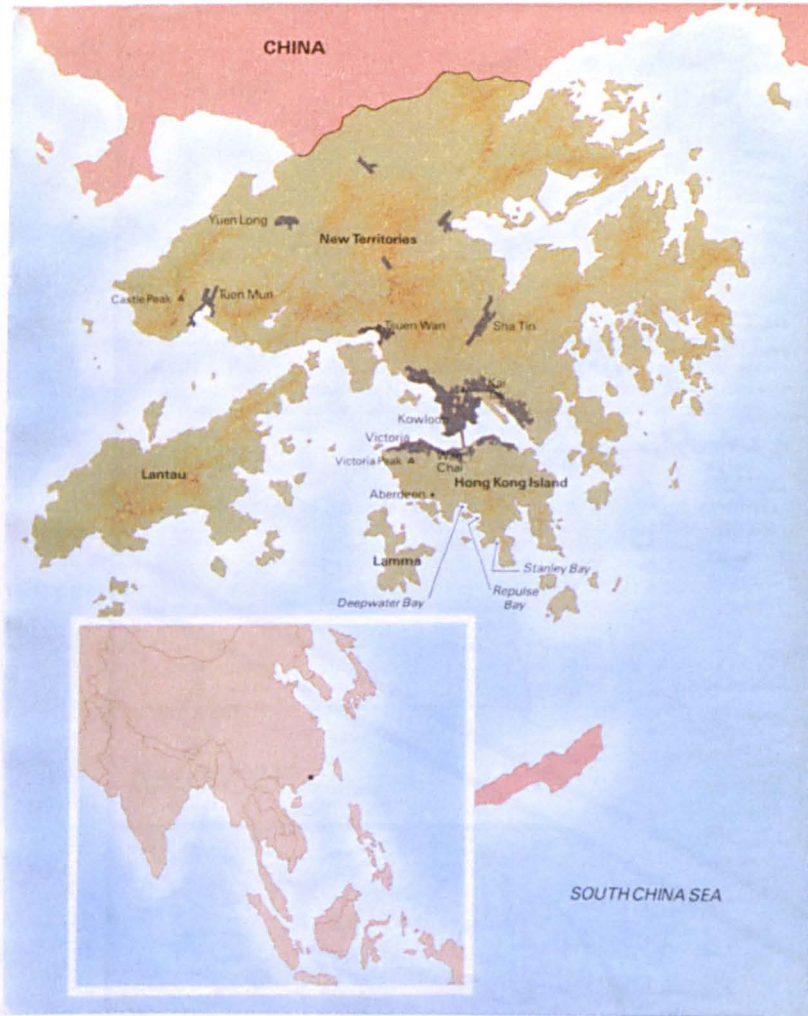 CHINA
Yuen Long
New Territories
Castle Peak
Tuen Mun
Tsuen Wan
Sha Tin
Kai
Kowloon
Victoria
Victoria Peak
Wan
Chai
Lantau
Hong Kong Island
Aberdeen
Lamma
Stanley Bay
Repulse
Bay
Deepwater Bay
SOUTH CHINA SEA